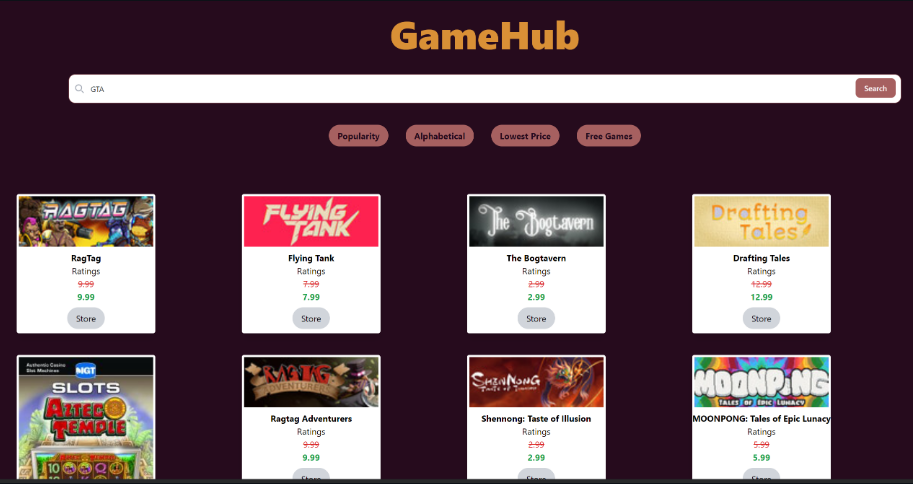 GameHub
GTA
Search
Popularity
Alphabetical
Lowest Price
Free Games
RAGTAG
RagTag
Ratings
9.99
9.99
Store
FLYING TANK
Flying Tank
Ratings
7.99
7.99
Store
The Bogtavern
The Bogtavern
Ratings
2.99
2.99
Store
Drafting Tales
Drafting Tales
Ratings
12.99
12.99
Store
Authentic Casino
Slot Machines
SLOTS
AZTEC
TEMPLE
RAGTAG
ADVENTURERS
Ragtag Adventurers
Ratings
9.99
9.99
Store
SHENNONG
TASTE OF ILLUSION
Shennong: Taste of Illusion
Ratings
2.99
2.99
Store
MOONPONG
TALES OF EPIC LUNACY
MOONPONG: Tales of Epic Lunacy
Ratings
5.99
5.99
Store